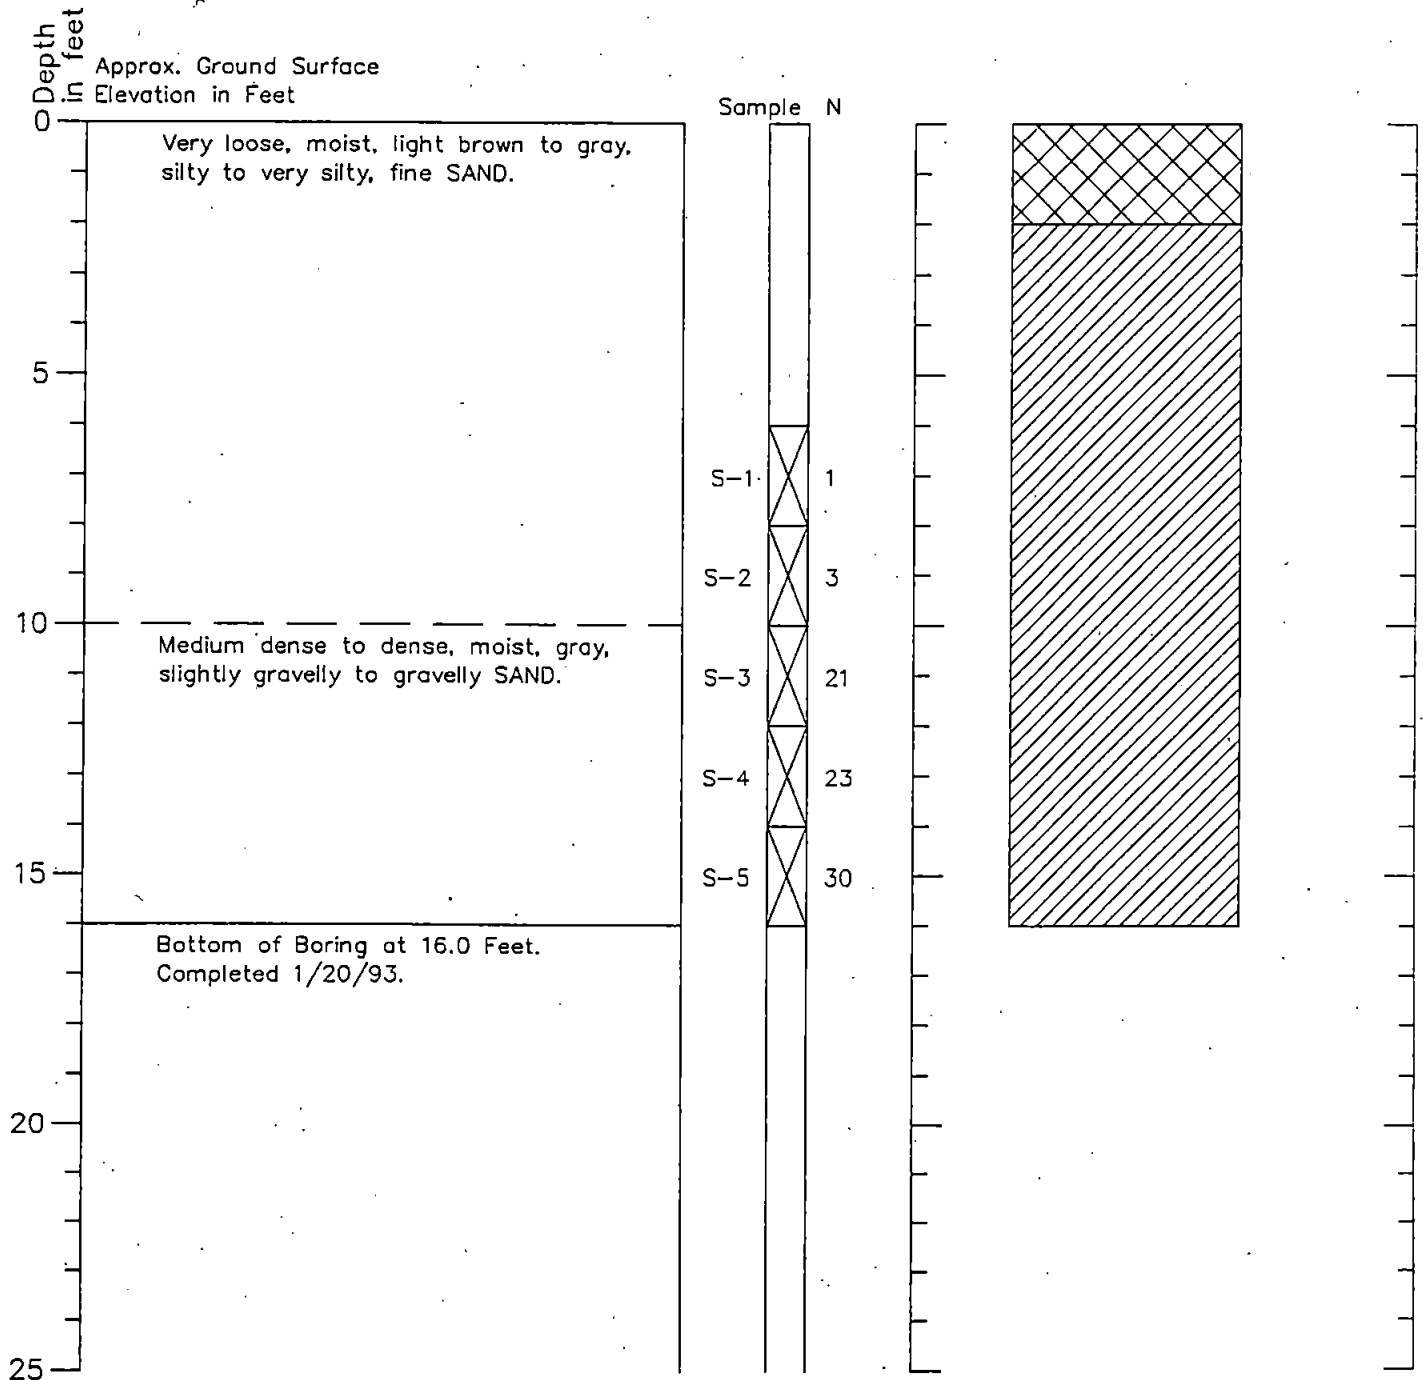 Depth
in feet
Approx. Ground Surface
Elevation in Feet
Sample N
0
Very loose, moist, light brown to gray,
silty to very silty, fine SAND.
5
S-1 1
S-2 3
10
Medium dense to dense, moist, gray,
slightly gravelly to gravelly SAND.
S-3 21
S-4 23
15
S-5 30
Bottom of Boring at 16.0 Feet.
Completed 1/20/93.
20
25